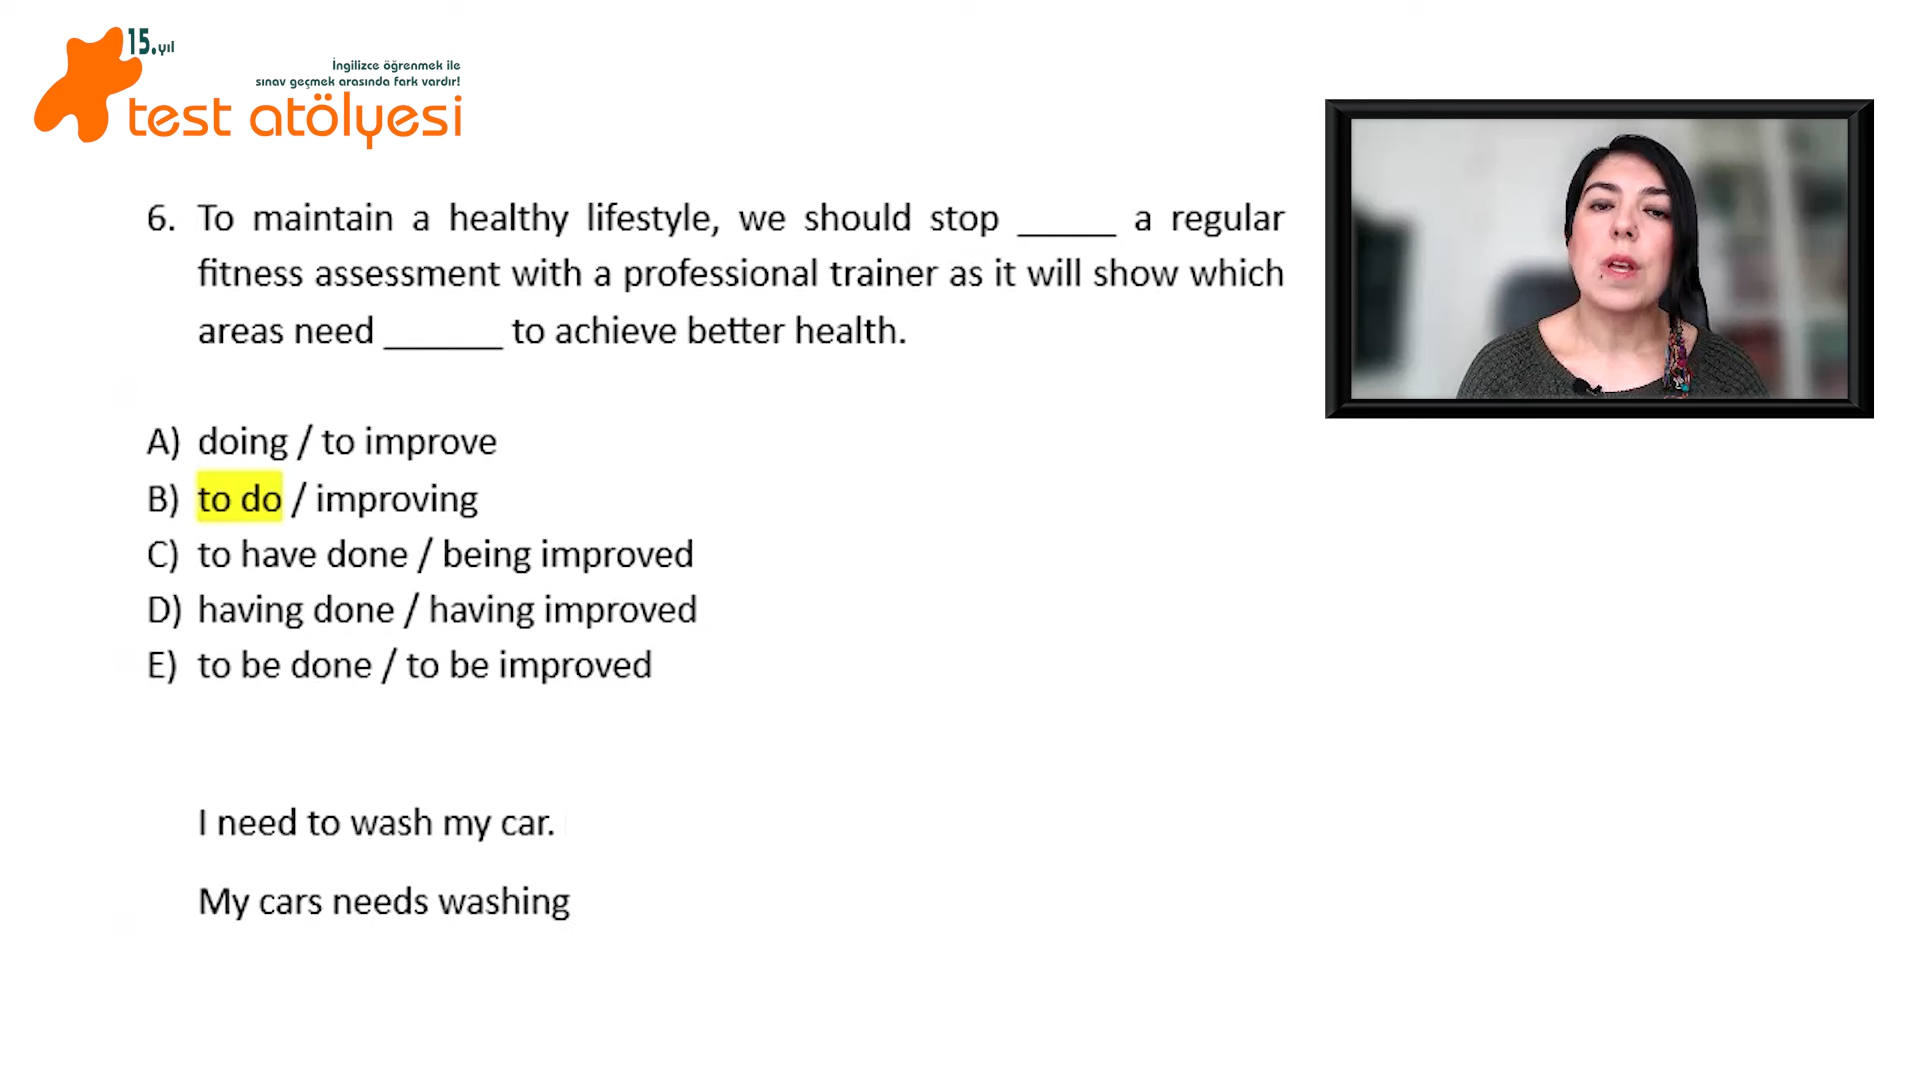 15.yıl
İngilizce öğrenmek ile
sınav geçmek arasında fark vardır!
test atölyesi
6. To maintain a healthy lifestyle, we should stop _____ a regular
fitness assessment with a professional trainer as it will show which
areas need ______ to achieve better health.
A) doing / to improve
B) to do / improving
C) to have done / being improved
D) having done / having improved
E) to be done / to be improved
I need to wash my car.
My cars needs washing